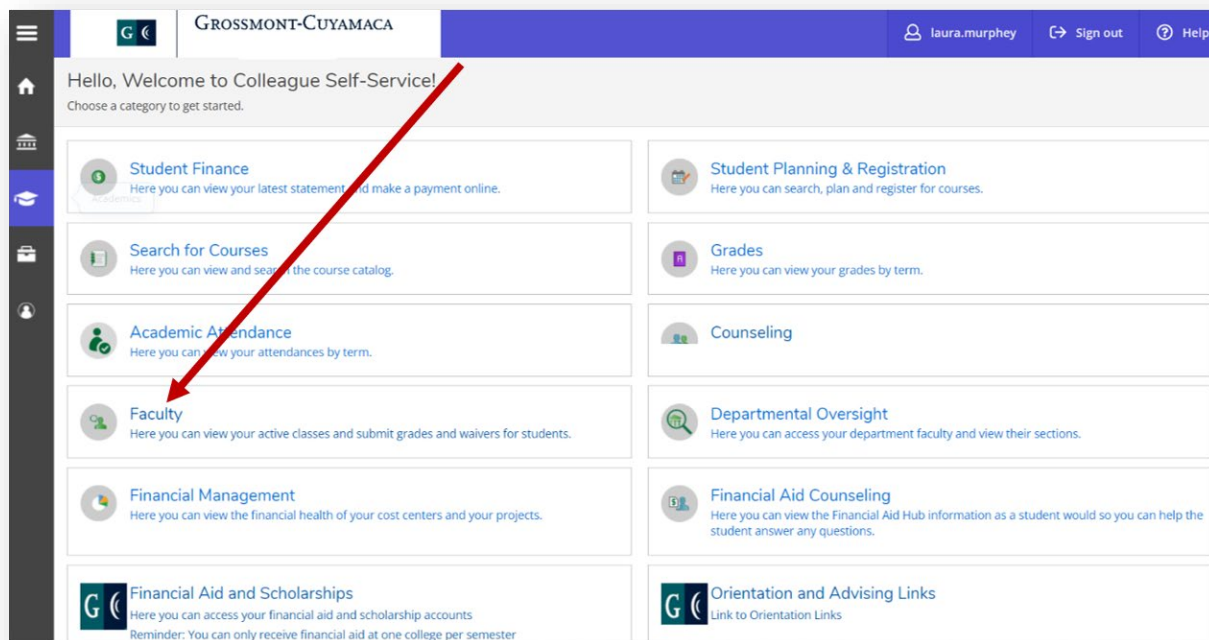 G
GROSSMONT-CUYAMACA
laura.murphey
Sign out
Help
Hello, Welcome to Colleague Self-Service!
Choose a category to get started.
Student Finance
Here you can view your latest statement and make a payment online.
Academics
Student Planning & Registration
Here you can search, plan and register for courses.
Search for Courses
Here you can view and search the course catalog.
Grades
Here you can view your grades by term.
Academic Attendance
Here you can view your attendances by term.
Counseling
Faculty
Here you can view your active classes and submit grades and waivers for students.
Departmental Oversight
Here you can access your department faculty and view their sections.
Financial Management
Here you can view the financial health of your cost centers and your projects.
Financial Aid Counseling
Here you can view the Financial Aid Hub information as a student would so you can help the
student answer any questions.
G
Financial Aid and Scholarships
Here you can access your financial aid and scholarship accounts
Reminder: You can only receive financial aid at one college per semester
G
Orientation and Advising Links
Link to Orientation Links